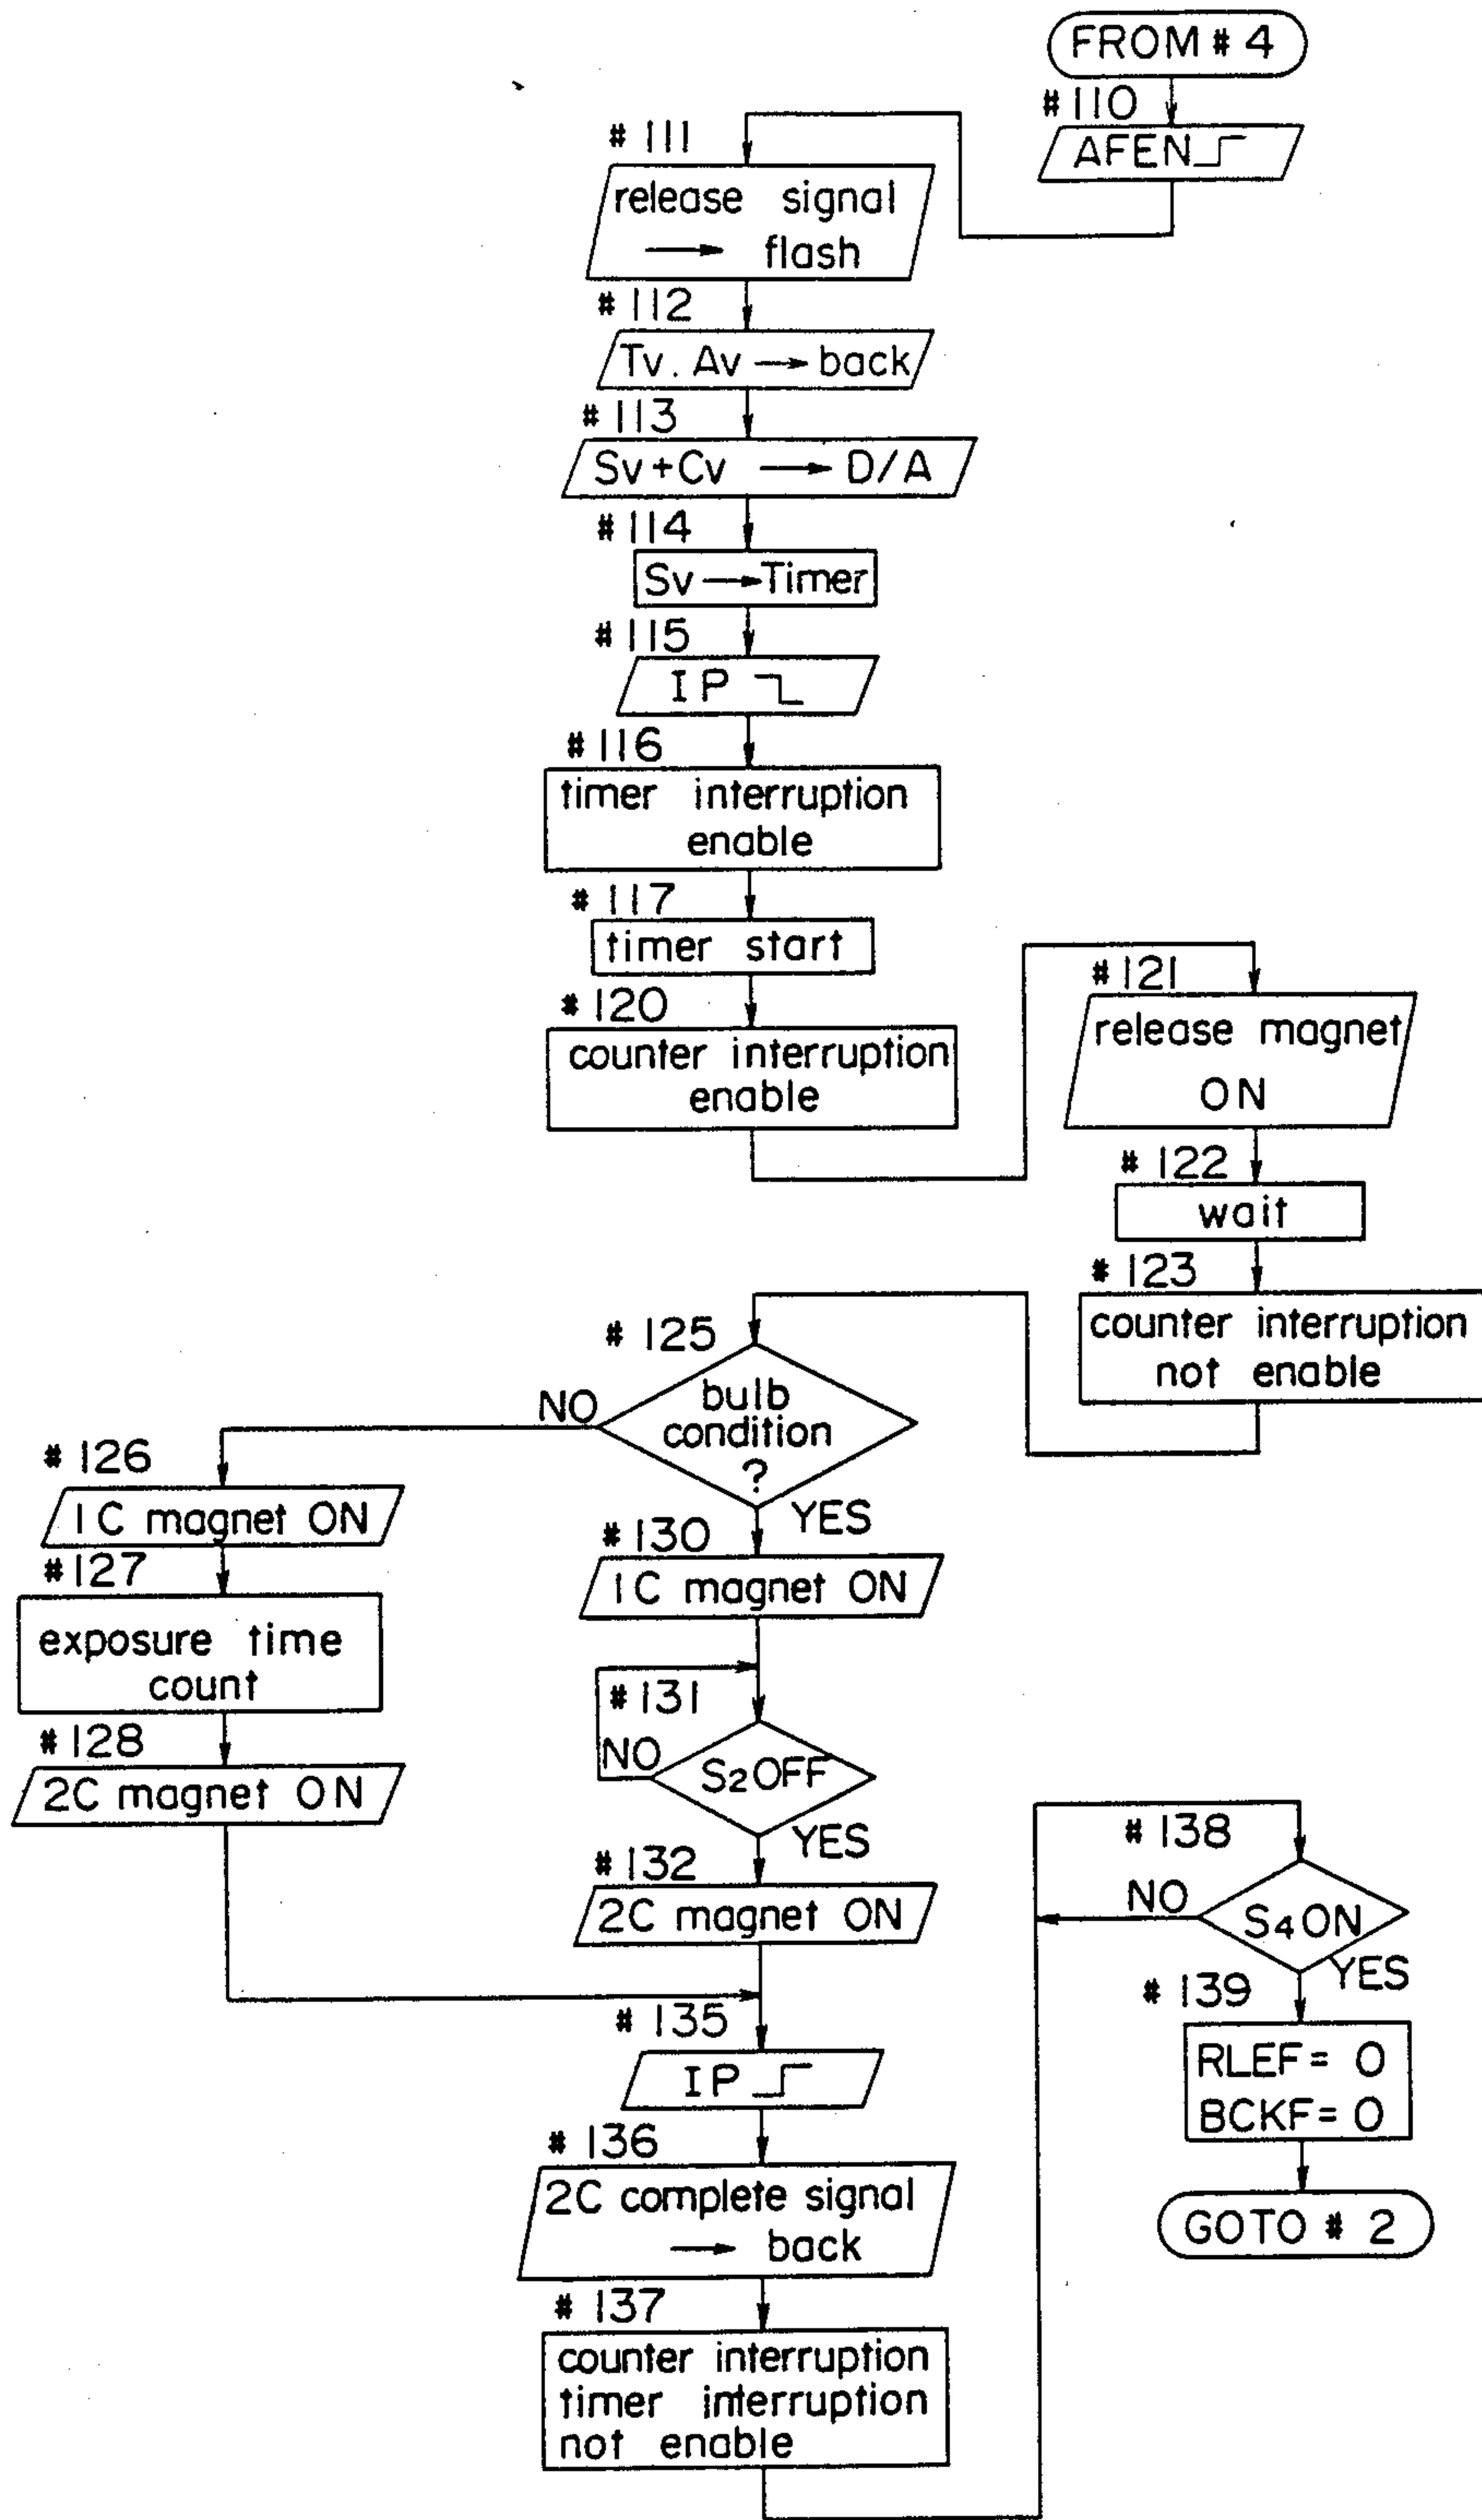 FROM # 4
# 110
AFEN
# 111
release signal
→ flash
# 112
Tv. Av → back
# 113
Sv+Cv → D/A
# 114
Sv → Timer
# 115
IP
# 116
timer interruption
enable
# 117
timer start
# 120
counter interruption
enable
# 121
release magnet
ON
# 122
wait
# 123
counter interruption
not enable
# 125
bulb
condition
?
NO
YES
# 126
1C magnet ON
# 127
exposure time
count
# 128
2C magnet ON
# 130
1C magnet ON
# 131
S2OFF
NO
YES
# 132
2C magnet ON
# 135
IP
# 136
2C complete signal
→ back
# 137
counter interruption
timer interruption
not enable
# 138
S4 ON
NO
YES
# 139
RLEF = 0
BCKF = 0
GOTO # 2